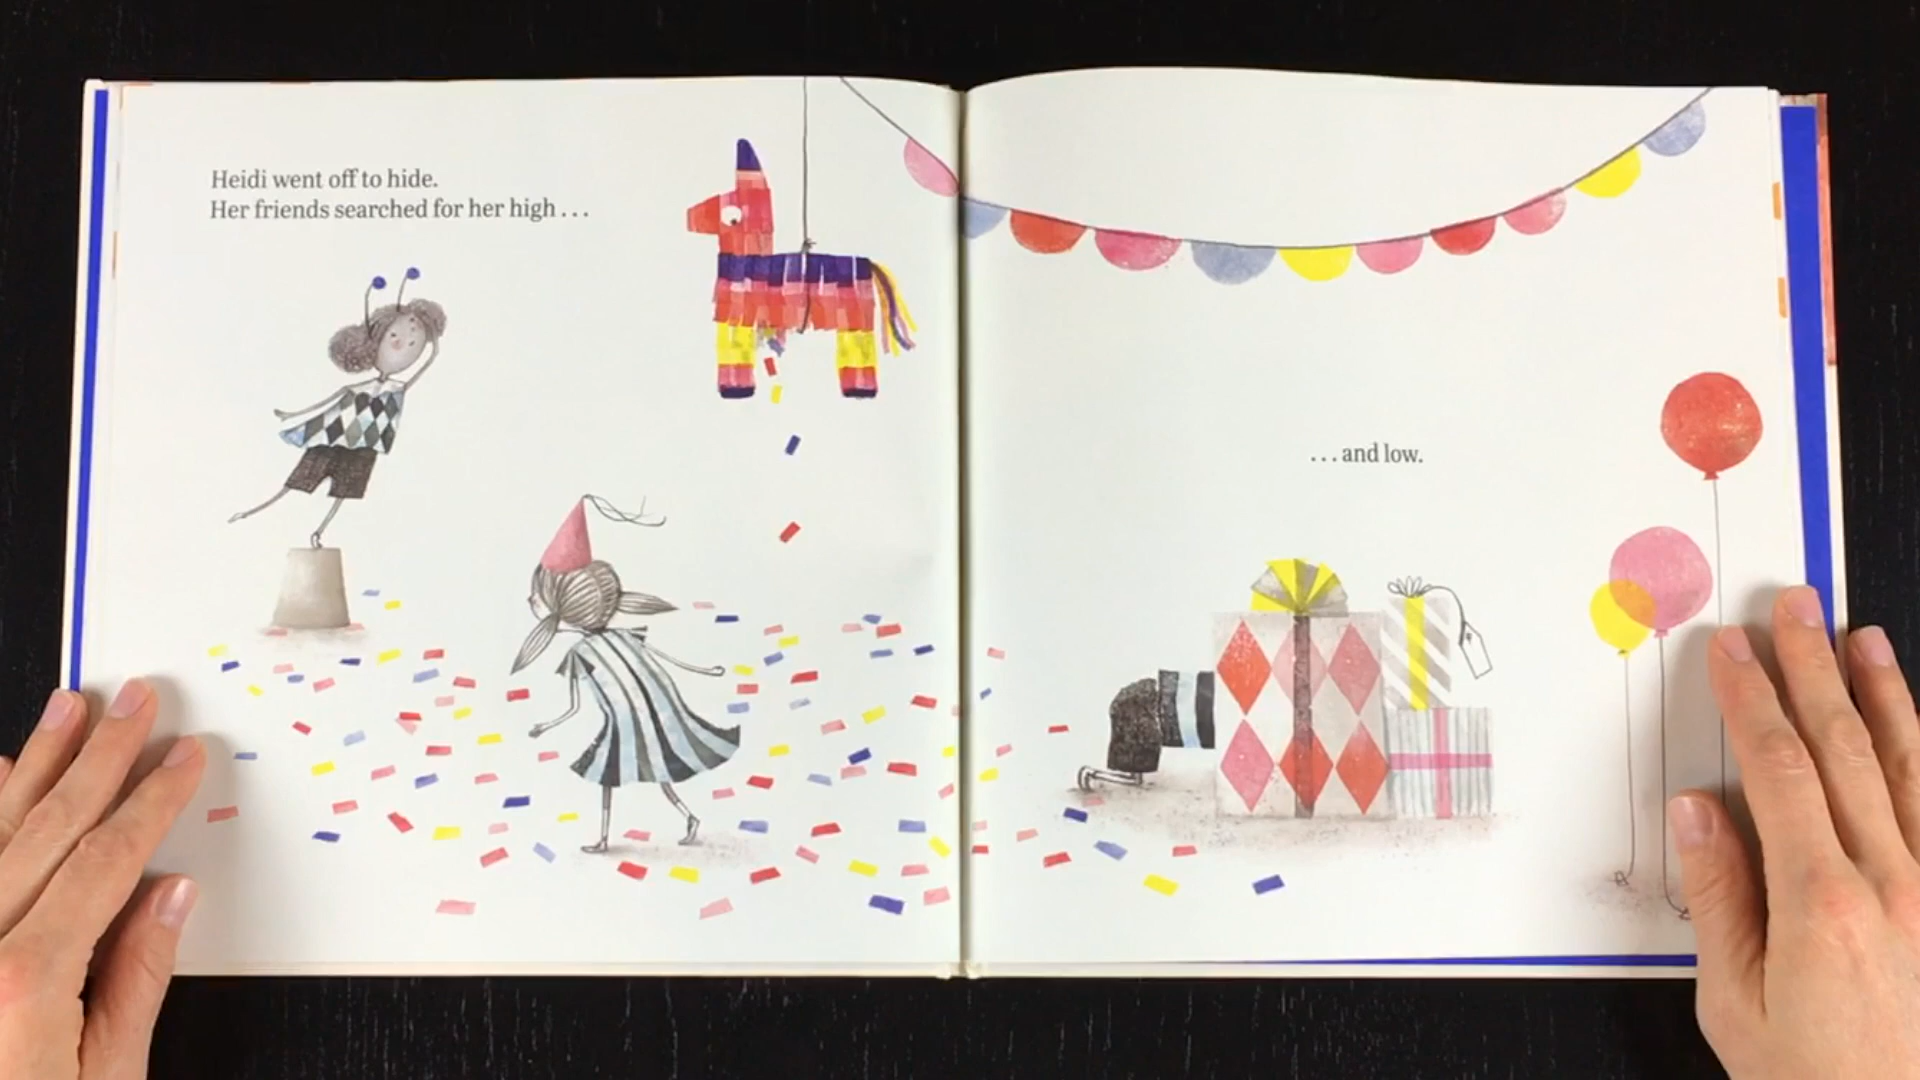 Heidi went off to hide.
Her friends searched for her high . . .
. . . and low.